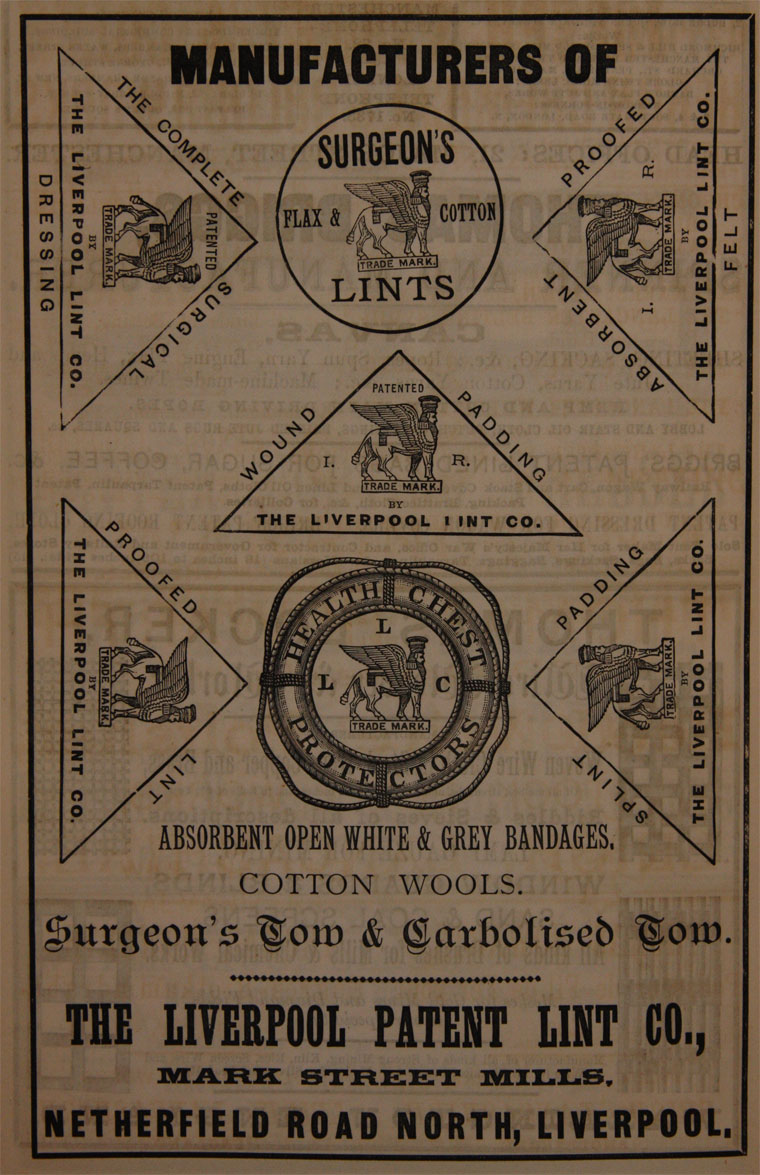 MANUFACTURERS OF
THE COMPLETE
SURGICAL
DRESSING
PATENTED
TRADE MARK.
BY
THE LIVERPOOL LINT CO.
SURGEON'S
FLAX & COTTON
TRADE MARK.
LINTS
PROOFED
ABSORBENT
FELT
I. R.
TRADE MARK.
BY
THE LIVERPOOL LINT CO.
WOUND PADDING
PATENTED
I. R.
TRADE MARK.
BY
THE LIVERPOOL LINT CO.
PROOFED
LINT
TRADE MARK.
BY
THE LIVERPOOL LINT CO.
HEALTH CHEST
L
L C
TRADE MARK.
PROTECTORS
PADDING
SPLINT
TRADE MARK.
BY
THE LIVERPOOL LINT CO.
ABSORBENT OPEN WHITE & GREY BANDAGES.
COTTON WOOLS.
Surgeon's Tow & Carbolised Tow.
THE LIVERPOOL PATENT LINT CO.,
MARK STREET MILLS,
NETHERFIELD ROAD NORTH, LIVERPOOL.